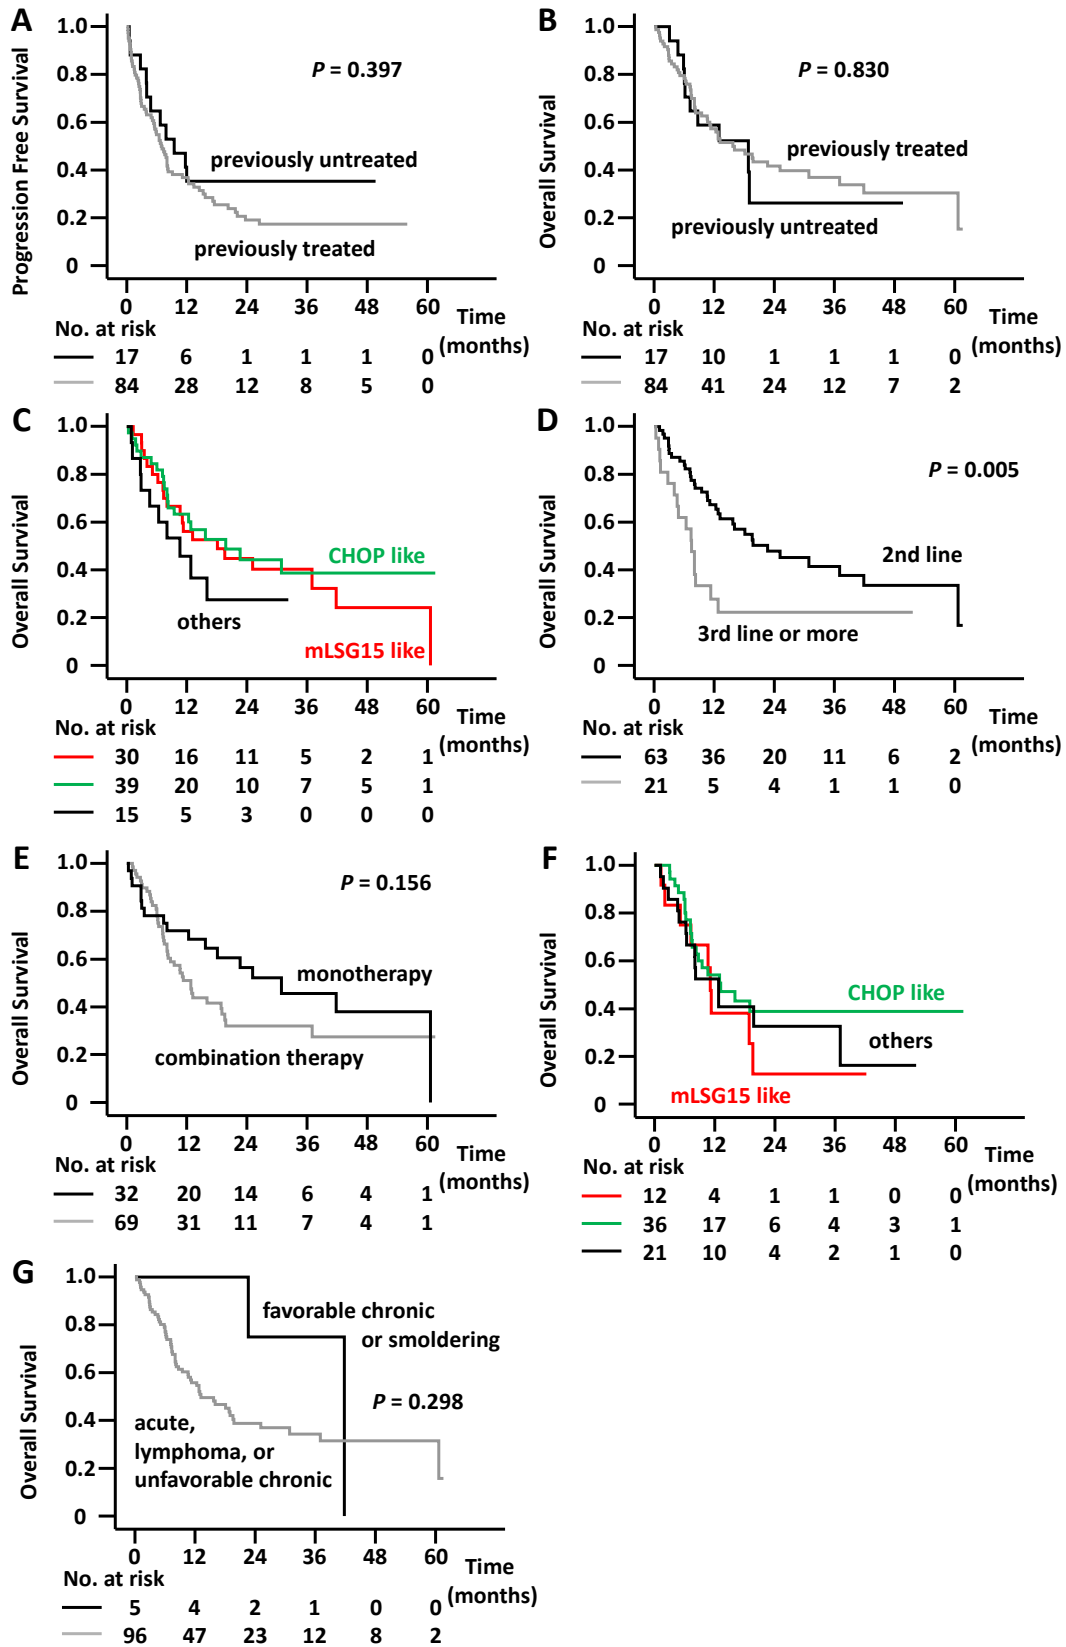 A
Progression Free Survival
1.0
0.8
0.6
0.4
0.2
0
P = 0.397
previously untreated
previously treated
0 12 24 36 48 60 Time
(months)
No. at risk
17 6 1 1 1 0
84 28 12 8 5 0
B
Overall Survival
1.0
0.8
0.6
0.4
0.2
0
P = 0.830
previously treated
previously untreated
0 12 24 36 48 60 Time
(months)
No. at risk
17 10 1 1 1 0
84 41 24 12 7 2
C
Overall Survival
1.0
0.8
0.6
0.4
0.2
0
CHOP like
others
mLSG15 like
0 12 24 36 48 60 Time
(months)
No. at risk
30 16 11 5 2 1
39 20 10 7 5 1
15 5 3 0 0 0
D
Overall Survival
1.0
0.8
0.6
0.4
0.2
0
P = 0.005
2nd line
3rd line or more
0 12 24 36 48 60 Time
(months)
No. at risk
63 36 20 11 6 2
21 5 4 1 1 0
E
Overall Survival
1.0
0.8
0.6
0.4
0.2
0
P = 0.156
monotherapy
combination therapy
0 12 24 36 48 60 Time
(months)
No. at risk
32 20 14 6 4 1
69 31 11 7 4 1
F
Overall Survival
1.0
0.8
0.6
0.4
0.2
0
CHOP like
others
mLSG15 like
0 12 24 36 48 60 Time
(months)
No. at risk
12 4 1 1 0 0
36 17 6 4 3 1
21 10 4 2 1 0
G
Overall Survival
1.0
0.8
0.6
0.4
0.2
0
favorable chronic
or smoldering
P = 0.298
acute,
lymphoma, or
unfavorable chronic
0 12 24 36 48 60 Time
(months)
No. at risk
5 4 2 1 0 0
96 47 23 12 8 2